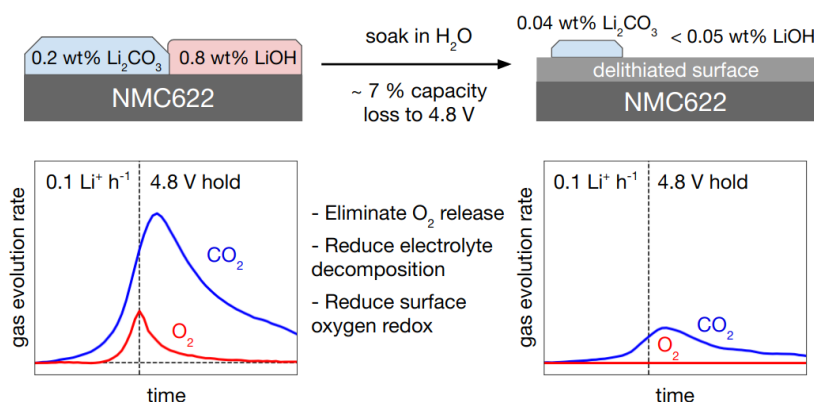 0.2 wt% Li₂CO₃
0.8 wt% LiOH
NMC622
soak in H₂O
~ 7 % capacity
loss to 4.8 V
0.04 wt% Li₂CO₃
< 0.05 wt% LiOH
delithiated surface
NMC622
gas evolution rate
0.1 Li⁺ h⁻¹
4.8 V hold
CO₂
O₂
time
- Eliminate O₂ release
- Reduce electrolyte
decomposition
- Reduce surface
oxygen redox
gas evolution rate
0.1 Li⁺ h⁻¹
4.8 V hold
O₂
CO₂
time